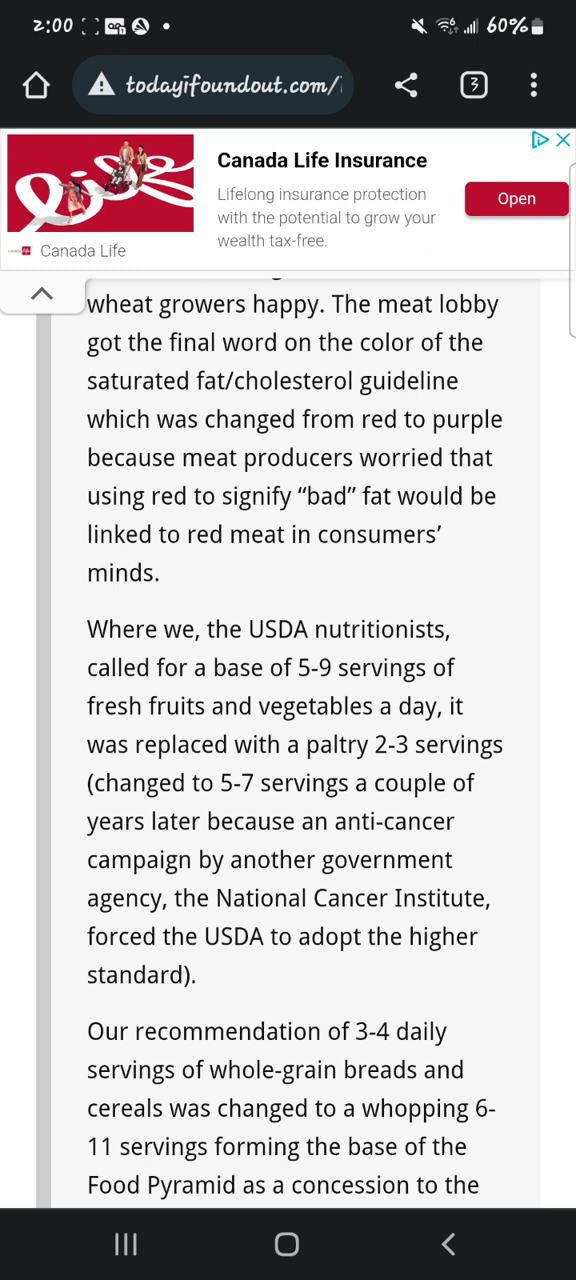 2:00
60%
todayifoundout.com/
3
Canada Life Insurance
Lifelong insurance protection
with the potential to grow your
wealth tax-free.
Open
Canada Life
wheat growers happy. The meat lobby
got the final word on the color of the
saturated fat/cholesterol guideline
which was changed from red to purple
because meat producers worried that
using red to signify “bad” fat would be
linked to red meat in consumers’
minds.
Where we, the USDA nutritionists,
called for a base of 5-9 servings of
fresh fruits and vegetables a day, it
was replaced with a paltry 2-3 servings
(changed to 5-7 servings a couple of
years later because an anti-cancer
campaign by another government
agency, the National Cancer Institute,
forced the USDA to adopt the higher
standard).
Our recommendation of 3-4 daily
servings of whole-grain breads and
cereals was changed to a whopping 6-
11 servings forming the base of the
Food Pyramid as a concession to the